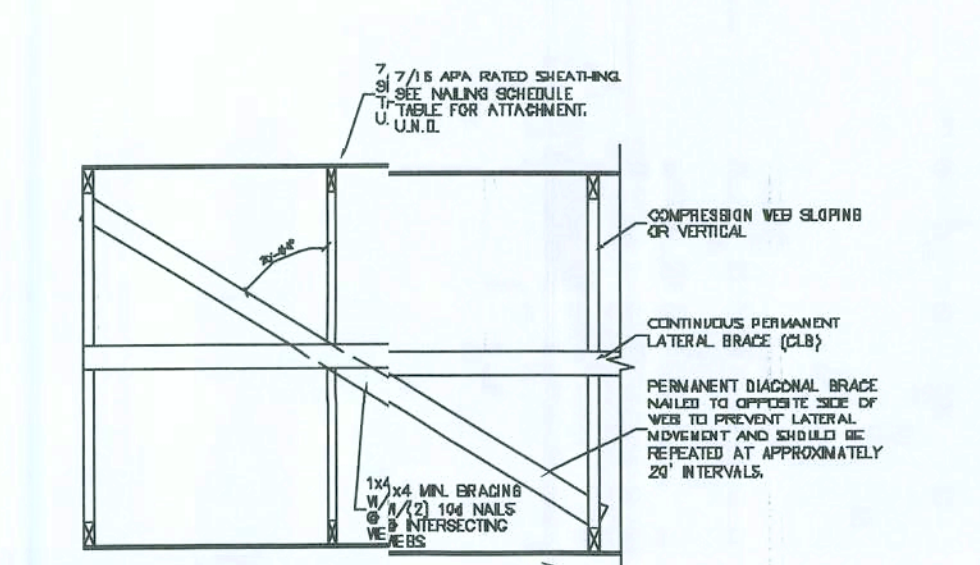 7/16 APA RATED SHEATHING.
SEE NAILING SCHEDULE
TABLE FOR ATTACHMENT.
U.N.O.
COMPRESSION WEB SLOPING
OR VERTICAL
CONTINUOUS PERMANENT
LATERAL BRACE (CLB)
PERMANENT DIAGONAL BRACE
NAILED TO OPPOSITE SIDE OF
WEB TO PREVENT LATERAL
MOVEMENT AND SHOULD BE
REPEATED AT APPROXIMATELY
20' INTERVALS.
1x4 MIN. BRACING
W/(2) 10d NAILS
@ INTERSECTING
WEBS